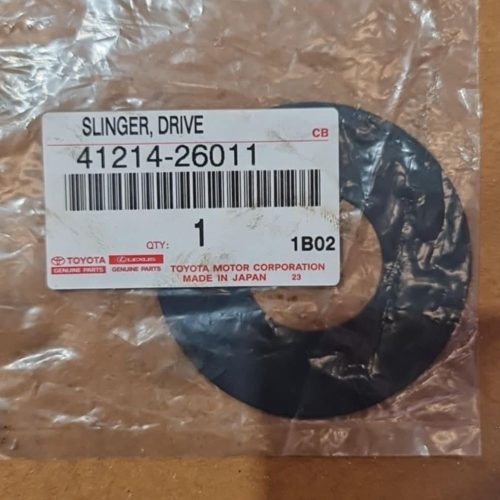 SLINGER, DRIVE
CB
41214-26011
QTY: 1
1B02
TOYOTA LEXUS
GENUINE PARTS GENUINE PARTS
TOYOTA MOTOR CORPORATION
MADE IN JAPAN 23